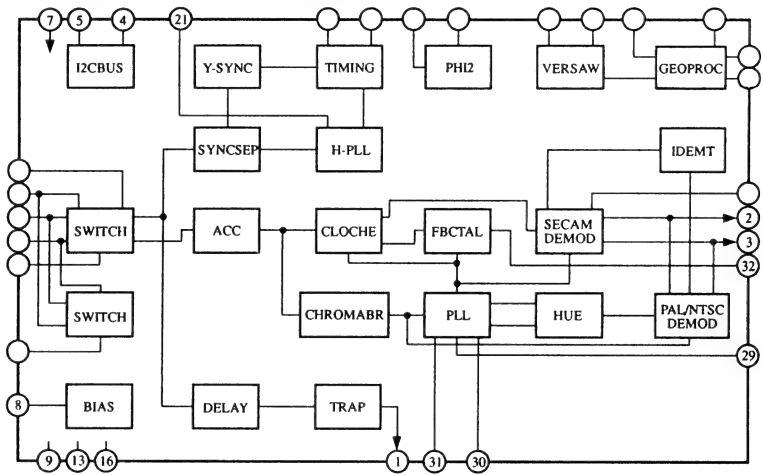 7
5
4
21
I2CBUS
Y-SYNC
TIMING
PHI2
VERSAW
GEOPROC
SYNCSEP
H-PLL
IDEMT
SWITCH
ACC
CLOCHE
FBCTAL
SECAM
DEMOD
2
3
32
SWITCH
CHROMABR
PLL
HUE
PAL/NTSC
DEMOD
29
8
BIAS
DELAY
TRAP
9
13
16
1
31
30